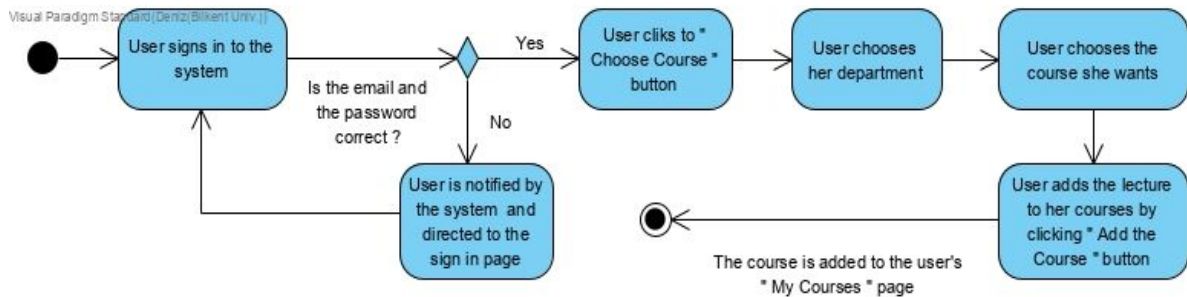 Visual Paradigm Standard(Deniz(Bilkent Univ.))
User signs in to the
system
Is the email and
the password
correct ?
Yes
No
User is notified by
the system and
directed to the
sign in page
User cliks to "
Choose Course "
button
User chooses
her department
User chooses the
course she wants
User adds the lecture
to her courses by
clicking " Add the
Course " button
The course is added to the user's
" My Courses " page